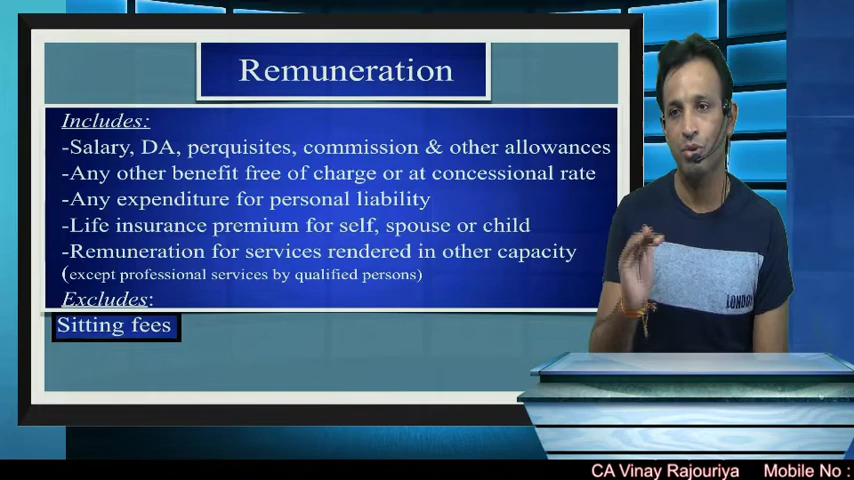 Remuneration
Includes:
-Salary, DA, perquisites, commission & other allowances
-Any other benefit free of charge or at concessional rate
-Any expenditure for personal liability
-Life insurance premium for self, spouse or child
-Remuneration for services rendered in other capacity
(except professional services by qualified persons)
Excludes:
Sitting fees
LONDON
CA Vinay Rajouriya Mobile No :